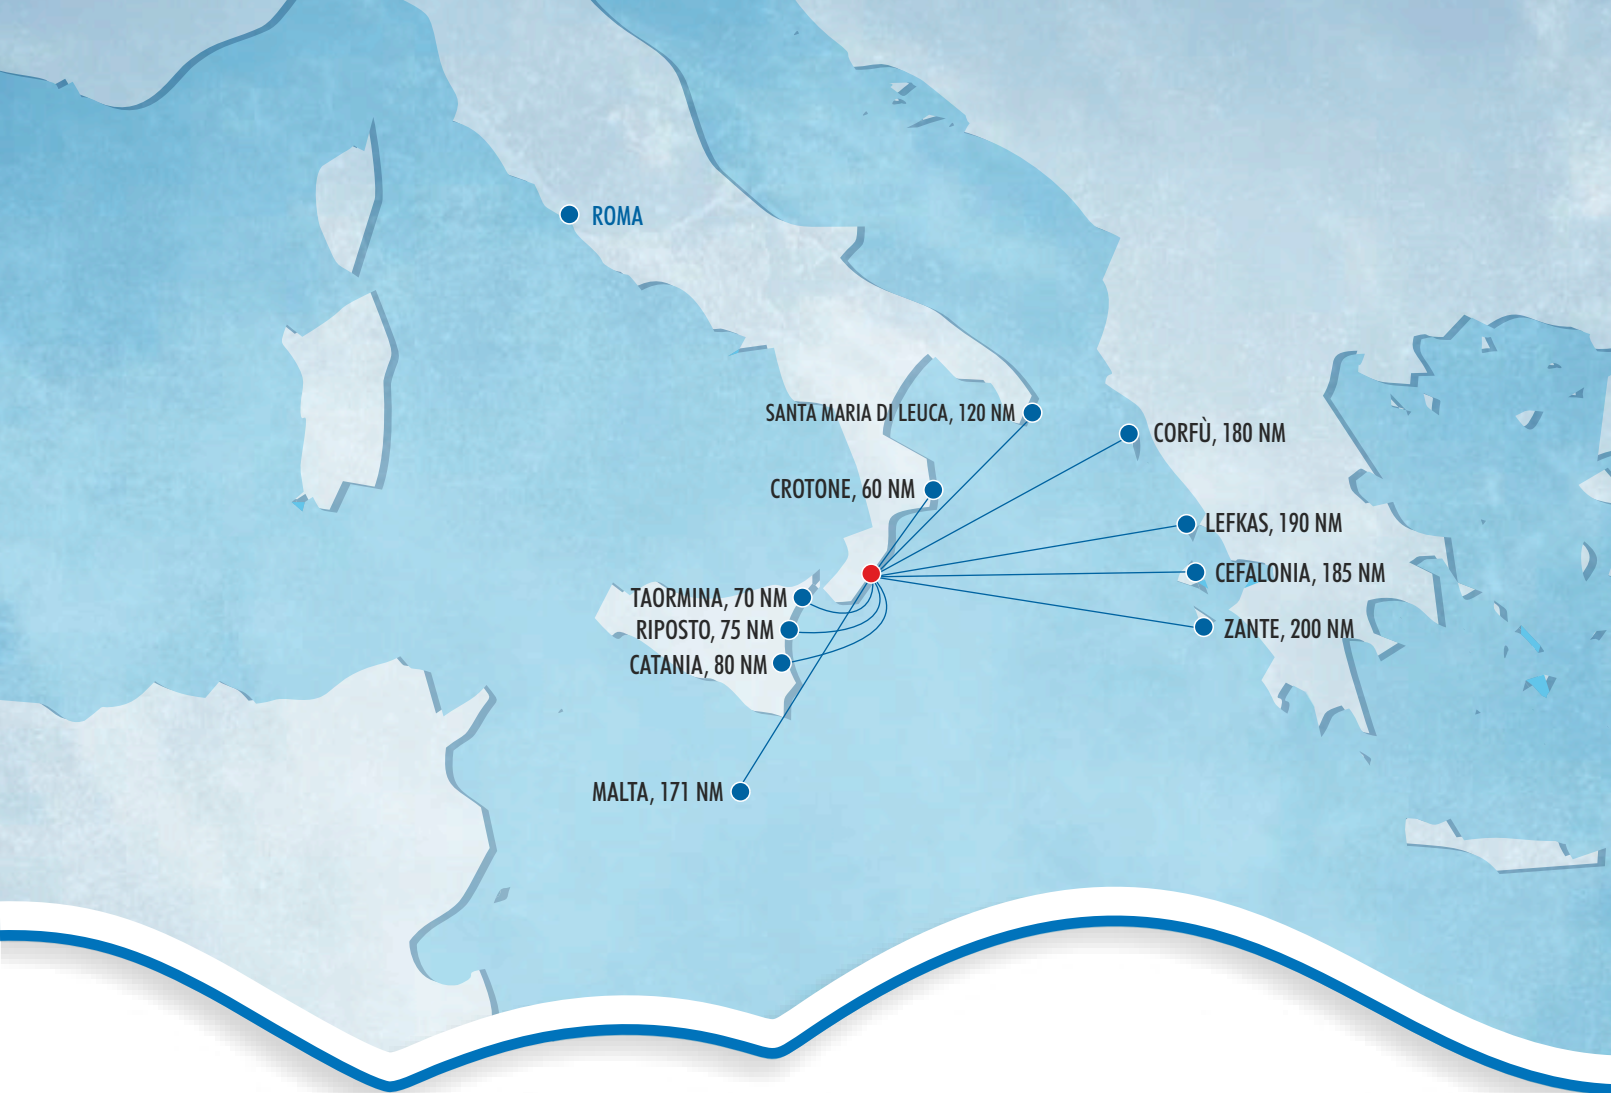 ROMA
SANTA MARIA DI LEUCA, 120 NM
CORFÙ, 180 NM
CROTONE, 60 NM
LEFKAS, 190 NM
CEFALONIA, 185 NM
TAORMINA, 70 NM
RIPOSTO, 75 NM
ZANTE, 200 NM
CATANIA, 80 NM
MALTA, 171 NM